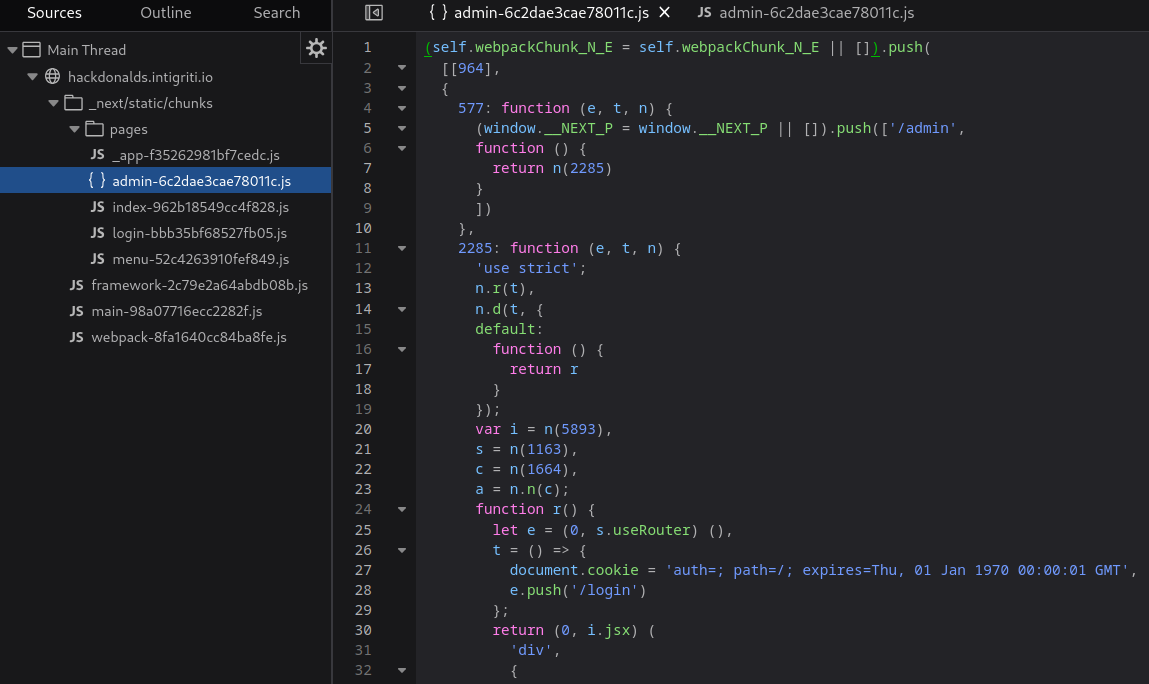 Sources Outline Search
Main Thread
hackdonalds.intigriti.io
_next/static/chunks
pages
JS _app-f35262981bf7cedc.js
{ } admin-6c2dae3cae78011c.js
JS index-962b18549cc4f828.js
JS login-bbb35bf68527fb05.js
JS menu-52c4263910fef849.js
JS framework-2c79e2a64abdb08b.js
JS main-98a07716ecc2282f.js
JS webpack-8fa1640cc84ba8fe.js
{ } admin-6c2dae3cae78011c.js JS admin-6c2dae3cae78011c.js
1 (self.webpackChunk_N_E = self.webpackChunk_N_E || []).push(
2 [[964],
3 {
4 577: function (e, t, n) {
5 (window.__NEXT_P = window.__NEXT_P || []).push(['/admin',
6 function () {
7 return n(2285)
8 }
9 ])
10 },
11 2285: function (e, t, n) {
12 'use strict';
13 n.r(t),
14 n.d(t, {
15 default:
16 function () {
17 return r
18 }
19 });
20 var i = n(5893),
21 s = n(1163),
22 c = n(1664),
23 a = n.n(c);
24 function r() {
25 let e = (0, s.useRouter) (),
26 t = () => {
27 document.cookie = 'auth=; path=/; expires=Thu, 01 Jan 1970 00:00:01 GMT',
28 e.push('/login')
29 };
30 return (0, i.jsx) (
31 'div',
32 {